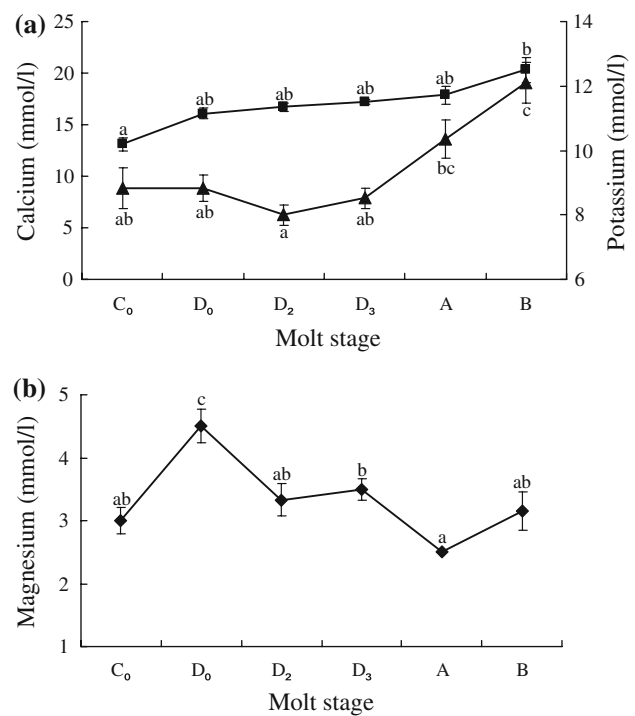 (a)
25
20
15
10
5
0
Calcium (mmol/l)
14
12
10
8
6
Potassium (mmol/l)
a ab ab ab ab b
ab ab a ab bc c
C₀ D₀ D₂ D₃ A B
Molt stage
(b)
5
4
3
2
1
Magnesium (mmol/l)
ab c ab b a ab
C₀ D₀ D₂ D₃ A B
Molt stage